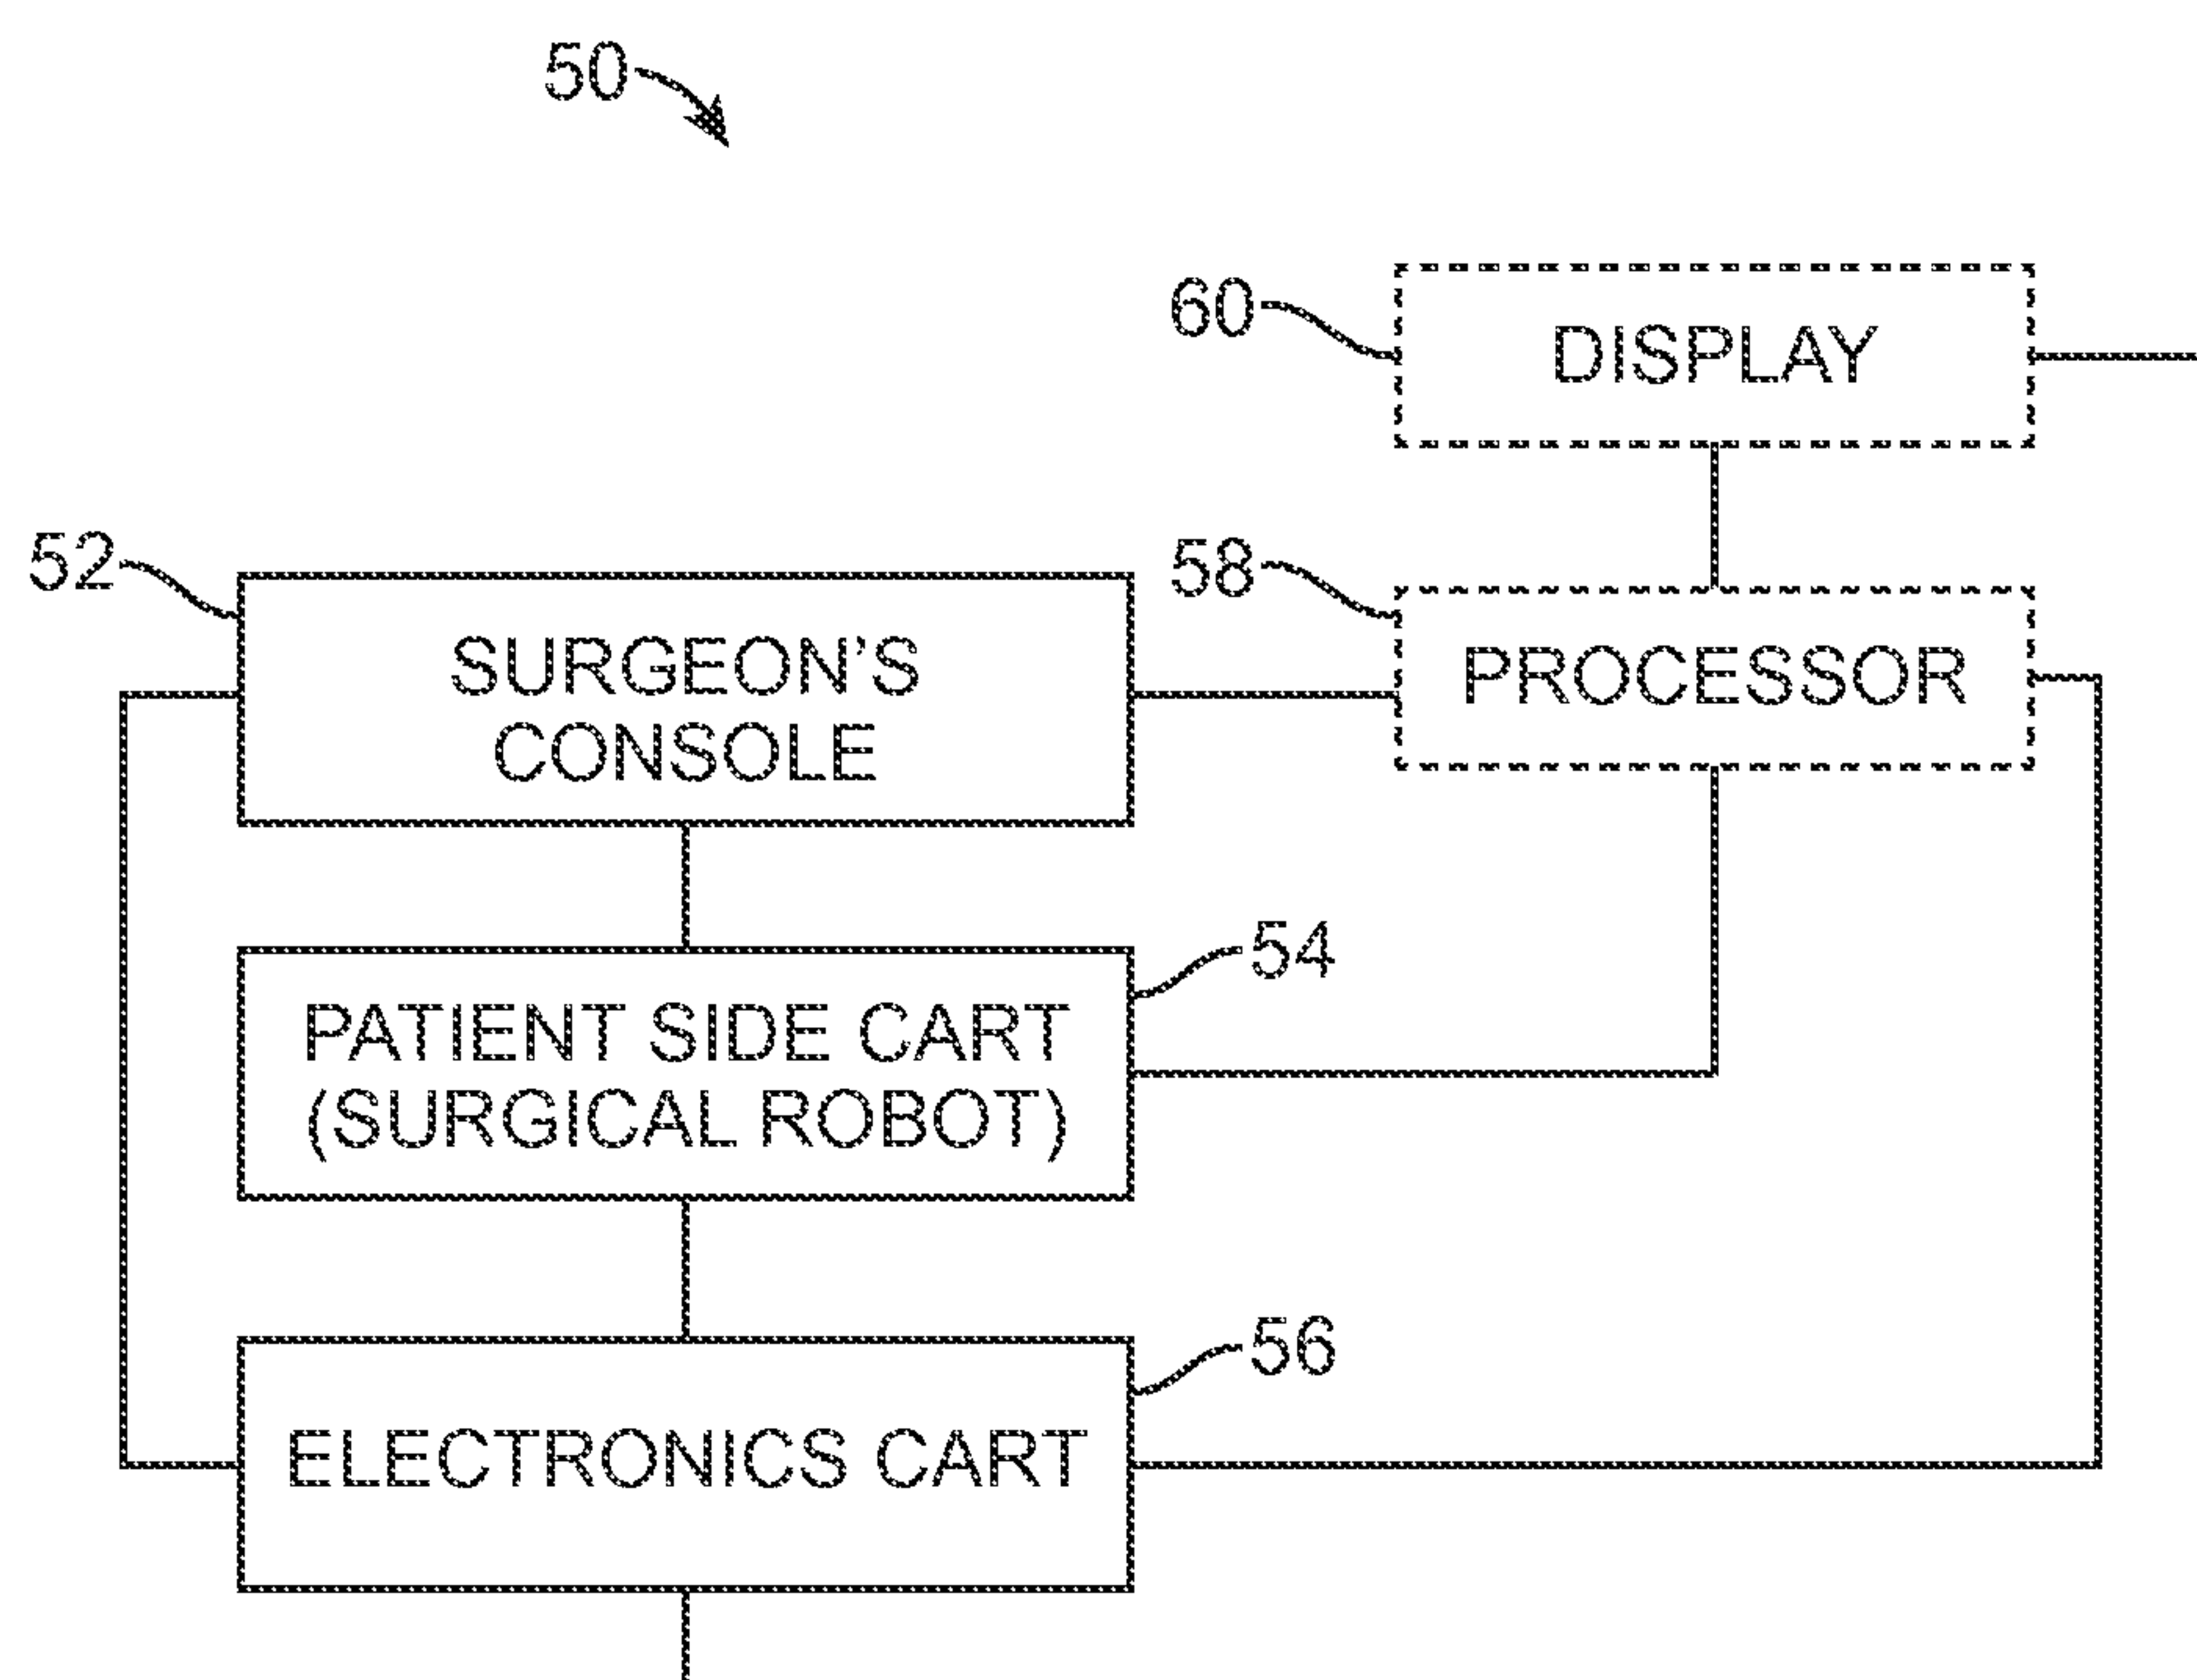 50
60
DISPLAY
52
58
SURGEON'S
CONSOLE
PROCESSOR
54
PATIENT SIDE CART
(SURGICAL ROBOT)
56
ELECTRONICS CART